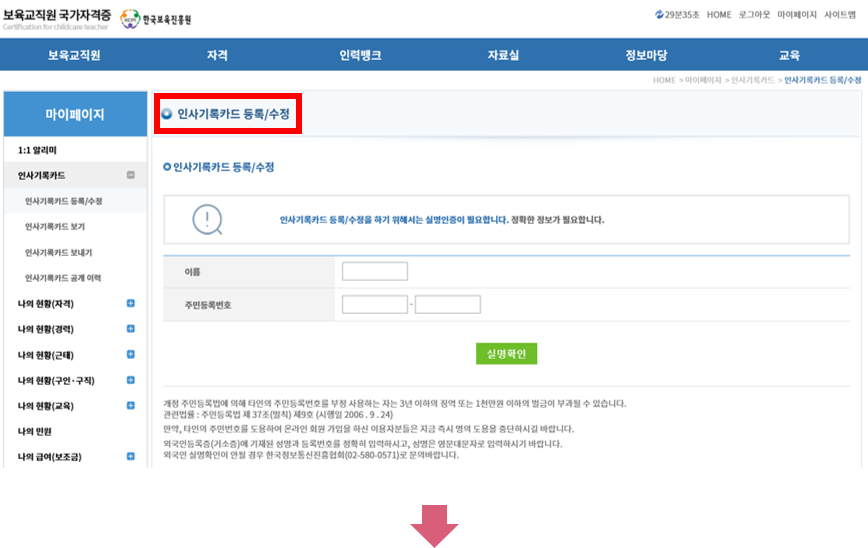 보육교직원 국가자격증
Certification for childcare teacher
한국보육진흥원
29분35초 HOME 로그아웃 마이페이지 사이트맵
보육교직원 자격 인력뱅크 자료실 정보마당 교육
HOME > 마이페이지 > 인사기록카드 > 인사기록카드 등록/수정
마이페이지
1:1 알리미
인사기록카드
인사기록카드 등록/수정
인사기록카드 보기
인사기록카드 보내기
인사기록카드 공개 이력
나의 현황(자격)
나의 현황(경력)
나의 현황(근태)
나의 현황(구인·구직)
나의 현황(교육)
나의 민원
나의 급여(보조금)
인사기록카드 등록/수정
인사기록카드 등록/수정
인사기록카드 등록/수정을 하기 위해서는 실명인증이 필요합니다. 정확한 정보가 필요합니다.
이름
주민등록번호 -
실명확인
개정 주민등록법에 의해 타인의 주민등록번호를 부정 사용하는 자는 3년 이하의 징역 또는 1천만원 이하의 벌금이 부과될 수 있습니다.
관련법률 : 주민등록법 제 37조(벌칙) 제9호 (시행일 2006 . 9 . 24)
만약, 타인의 주민번호를 도용하여 온라인 회원 가입을 하신 이용자분들은 지금 즉시 명의 도용을 중단하시길 바랍니다.
외국인등록증(거소증)에 기재된 성명과 등록번호를 정확히 입력하시고, 성명은 영문대문자로 입력하시기 바랍니다.
외국인 실명확인이 안될 경우 한국정보통신진흥협회(02-580-0571)로 문의바랍니다.